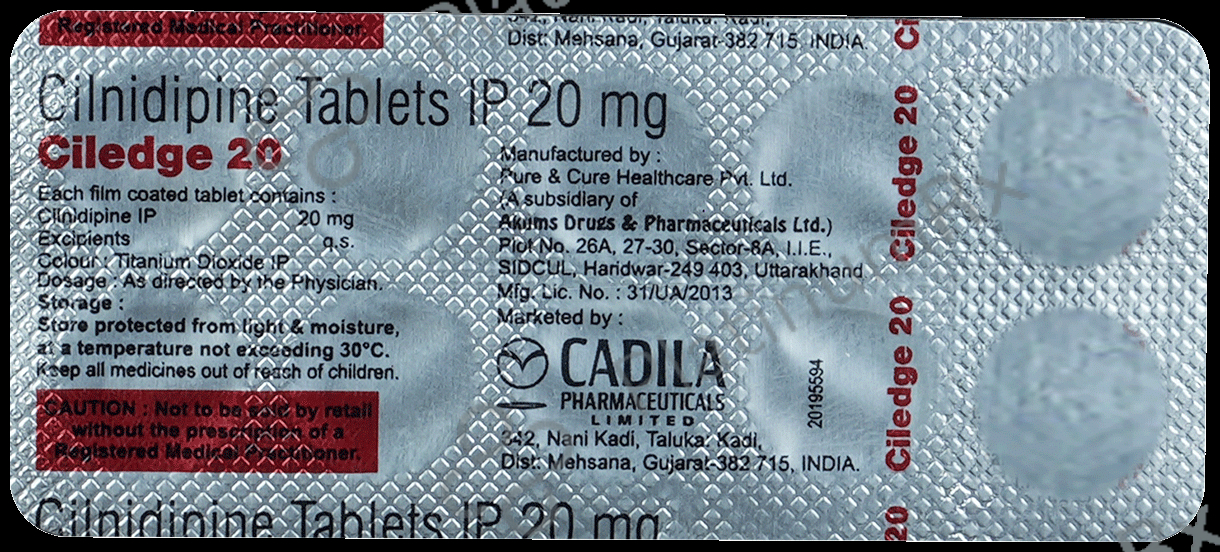 Registered Medical Practitioner.
342, Nani Kadi, Taluka: Kadi,
Dist: Mehsana, Gujarat-382 715, INDIA.
Cilnidipine Tablets IP 20 mg
Ciledge 20
Each film coated tablet contains :
Cilnidipine IP 20 mg
Excipients q.s.
Colour : Titanium Dioxide IP
Dosage : As directed by the Physician.
Storage :
Store protected from light & moisture,
at a temperature not exceeding 30°C.
Keep all medicines out of reach of children.
CAUTION : Not to be sold by retail
without the prescription of a
Registered Medical Practitioner.
Manufactured by :
Pure & Cure Healthcare Pvt. Ltd.
(A subsidiary of
Akums Drugs & Pharmaceuticals Ltd.)
Plot No. 26A, 27-30, Sector-8A, I.I.E.,
SIDCUL, Haridwar-249 403, Uttarakhand
Mfg. Lic. No. : 31/UA/2013
Marketed by :
CADILA
PHARMACEUTICALS
LIMITED
342, Nani Kadi, Taluka: Kadi,
Dist: Mehsana, Gujarat-382 715, INDIA.
20195594
Ci
Ciledge 20
Ciledge 20
20
Cilnidipine Tablets IP 20 mg